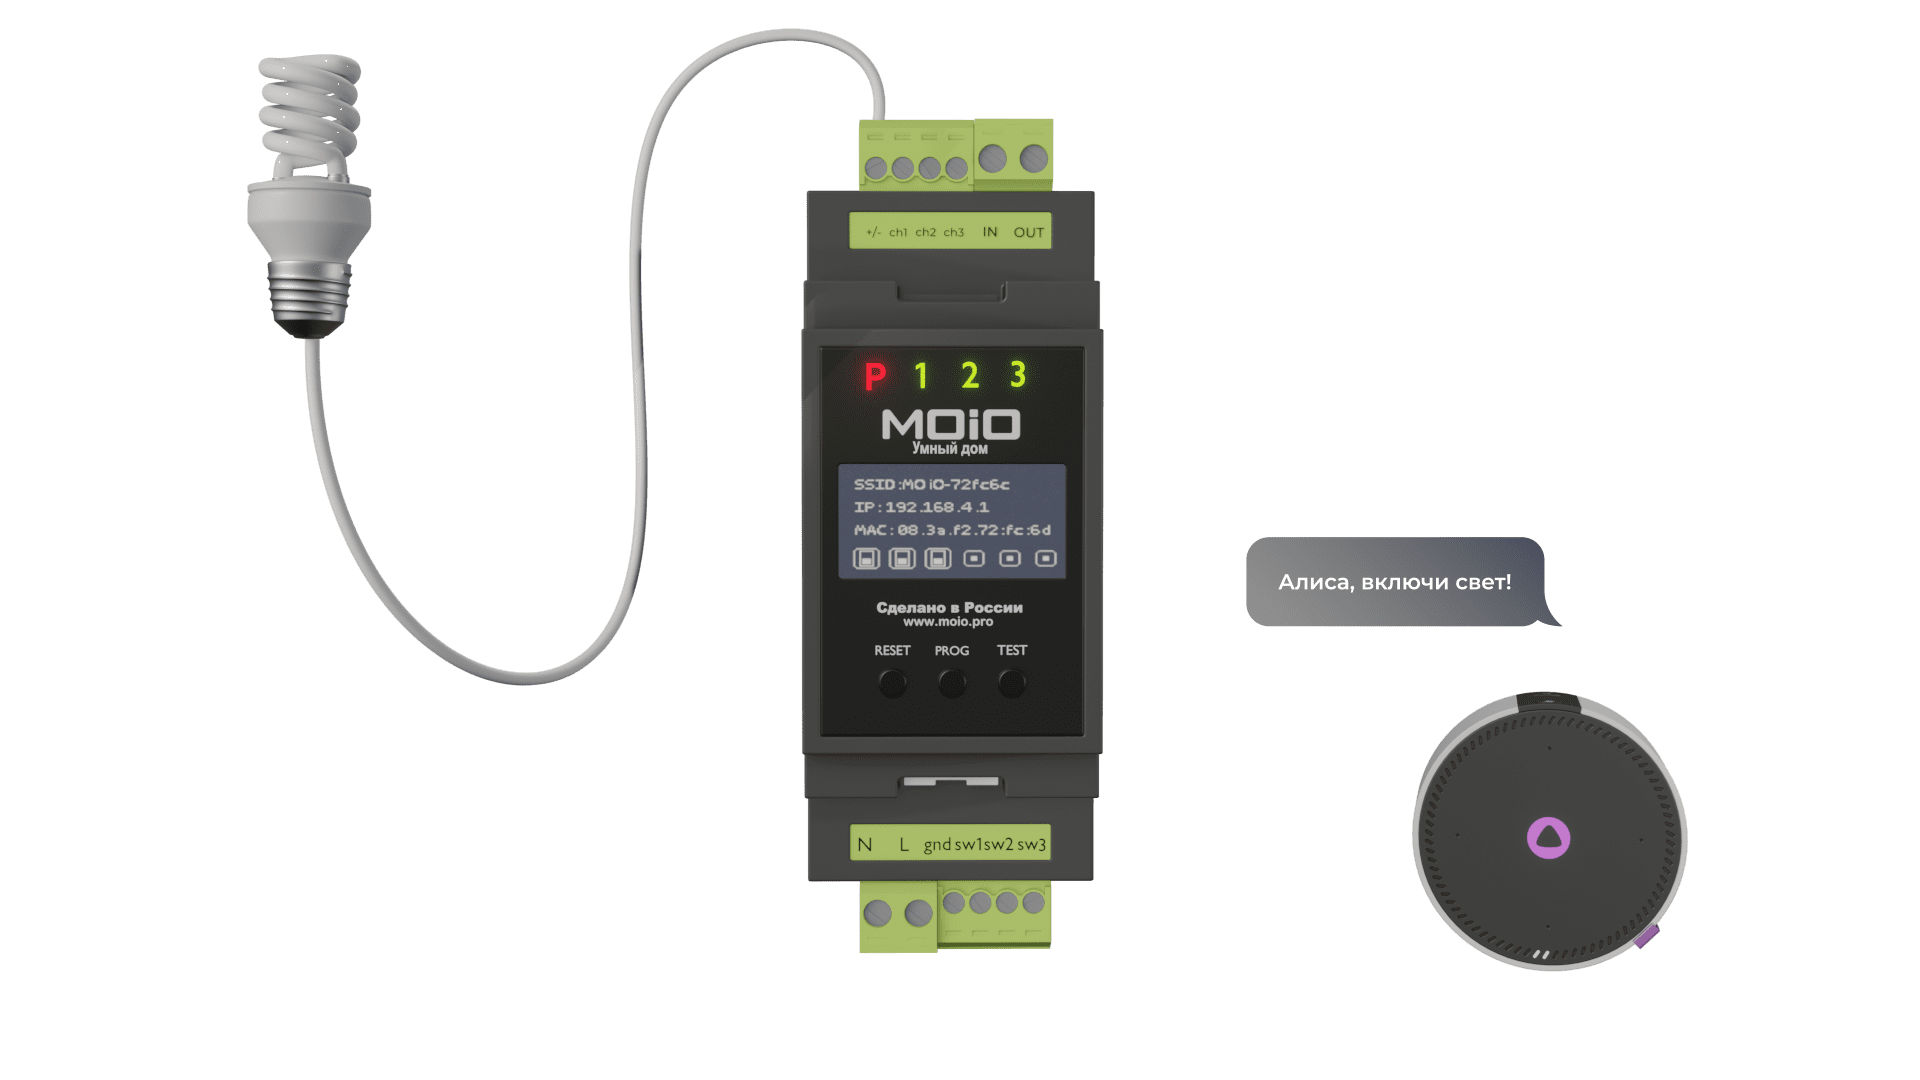 +/- ch1 ch2 ch3 IN OUT
P 1 2 3
MOiO
Умный дом
SSID:MOiO-72fc6c
IP:192.168.4.1
MAC:08.3a.f2.72:fc:6d
Сделано в России
www.moio.pro
RESET PROG TEST
N L gnd sw1 sw2 sw3
Алиса, включи свет!